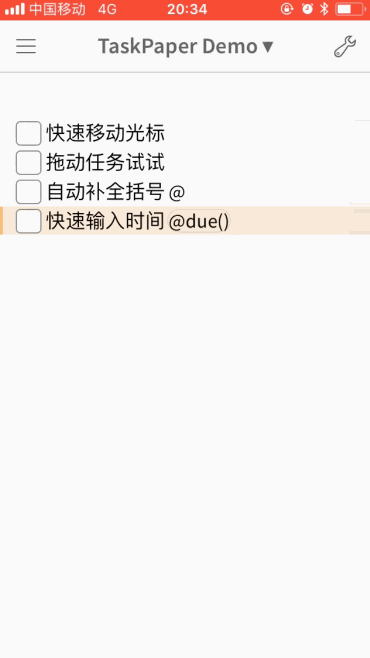 中国移动 4G 20:34
TaskPaper Demo ▾
快速移动光标
拖动任务试试
自动补全括号 @
快速输入时间 @due()